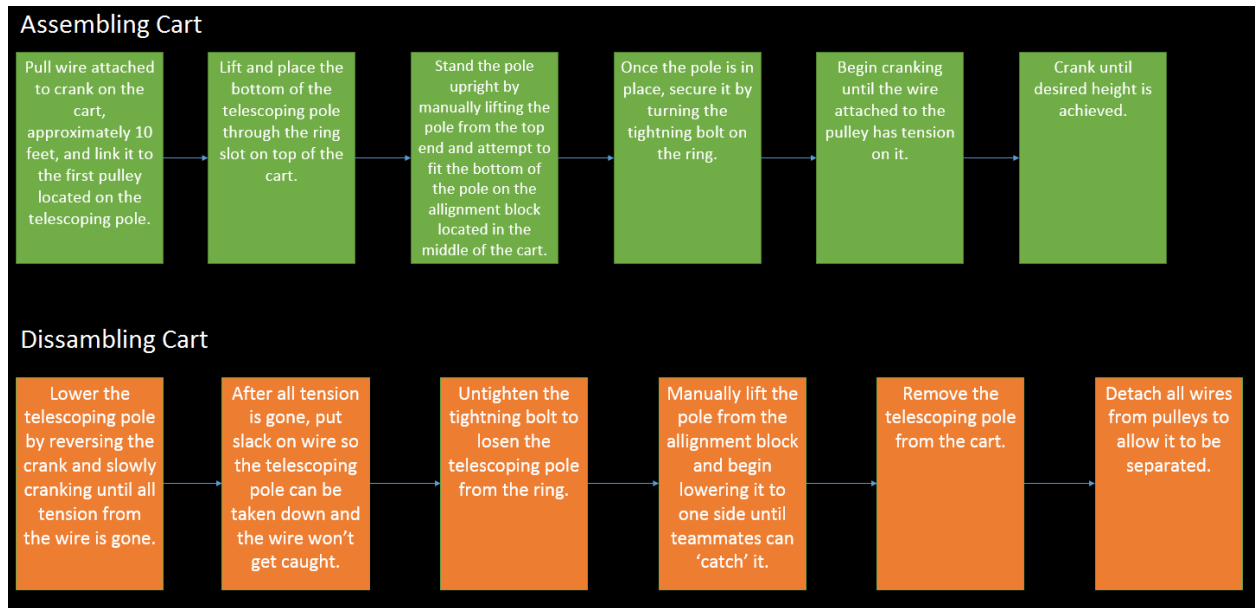 Assembling Cart
Pull wire attached
to crank on the
cart,
approximately 10
feet, and link it to
the first pulley
located on the
telescoping pole.
Lift and place the
bottom of the
telescoping pole
through the ring
slot on top of the
cart.
Stand the pole
upright by
manually lifting the
pole from the top
end and attempt to
fit the bottom of
the pole on the
allignment block
located in the
middle of the cart.
Once the pole is in
place, secure it by
turning the
tightning bolt on
the ring.
Begin cranking
until the wire
attached to the
pulley has tension
on it.
Crank until
desired height is
achieved.
Dissambling Cart
Lower the
telescoping pole
by reversing the
crank and slowly
cranking until all
tension from
the wire is gone.
After all tension
is gone, put
slack on wire so
the telescoping
pole can be
taken down and
the wire won’t
get caught.
Untighten the
tightning bolt to
losen the
telescoping pole
from the ring.
Manually lift the
pole from the
allignment block
and begin
lowering it to
one side until
teammates can
‘catch’ it.
Remove the
telescoping pole
from the cart.
Detach all wires
from pulleys to
allow it to be
separated.